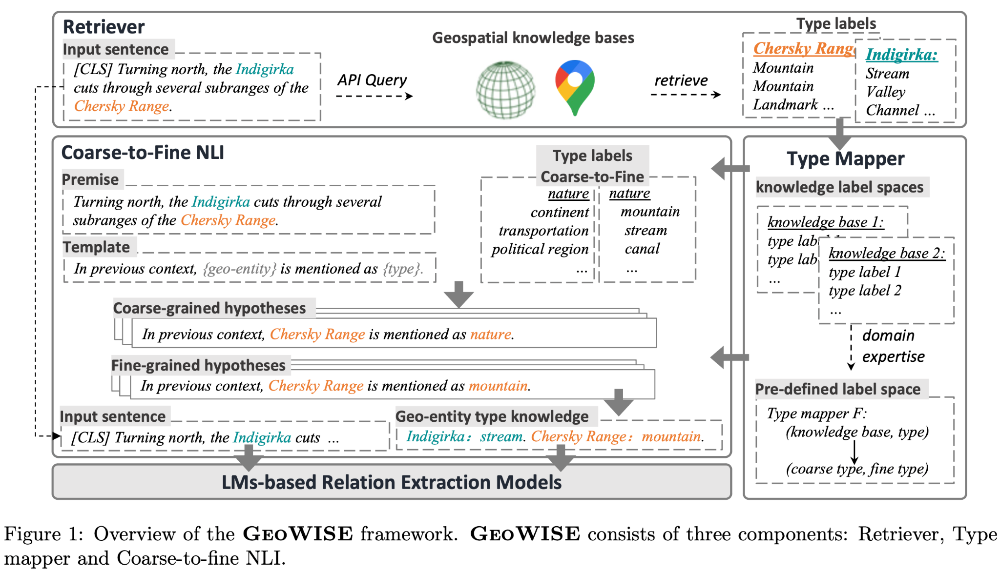 Retriever
Input sentence
[CLS] Turning north, the Indigirka
cuts through several subranges of the
Chersky Range.
API Query
Geospatial knowledge bases
retrieve
Type labels
Chersky Rang
Mountain
Mountain
Landmark ...
Indigirka:
Stream
Valley
Channel ...
Coarse-to-Fine NLI
Premise
Turning north, the Indigirka cuts through several
subranges of the Chersky Range.
Template
In previous context, {geo-entity} is mentioned as {type}.
Type labels
Coarse-to-Fine
nature
continent
transportation
political region
...
nature
mountain
stream
canal
...
Coarse-grained hypotheses
In previous context, Chersky Range is mentioned as nature.
Fine-grained hypotheses
In previous context, Chersky Range is mentioned as mountain.
Input sentence
[CLS] Turning north, the Indigirka cuts ...
Geo-entity type knowledge
Indigirka: stream. Chersky Range: mountain.
LMs-based Relation Extraction Models
Type Mapper
knowledge label spaces
knowledge base 1:
type lab
type lab
...
knowledge base 2:
type label 1
type label 2
...
domain
expertise
Pre-defined label space
Type mapper F:
(knowledge base, type)
(coarse type, fine type)
Figure 1: Overview of the GEOWISE framework. GEOWISE consists of three components: Retriever, Type
mapper and Coarse-to-fine NLI.